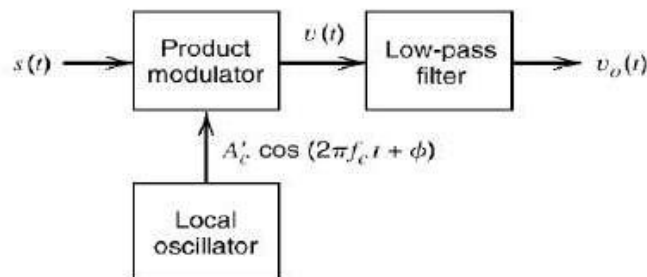 s(t)
Product
modulator
v(t)
Low-pass
filter
v_o(t)
A'_c cos (2πf_c t + ϕ)
Local
oscillator